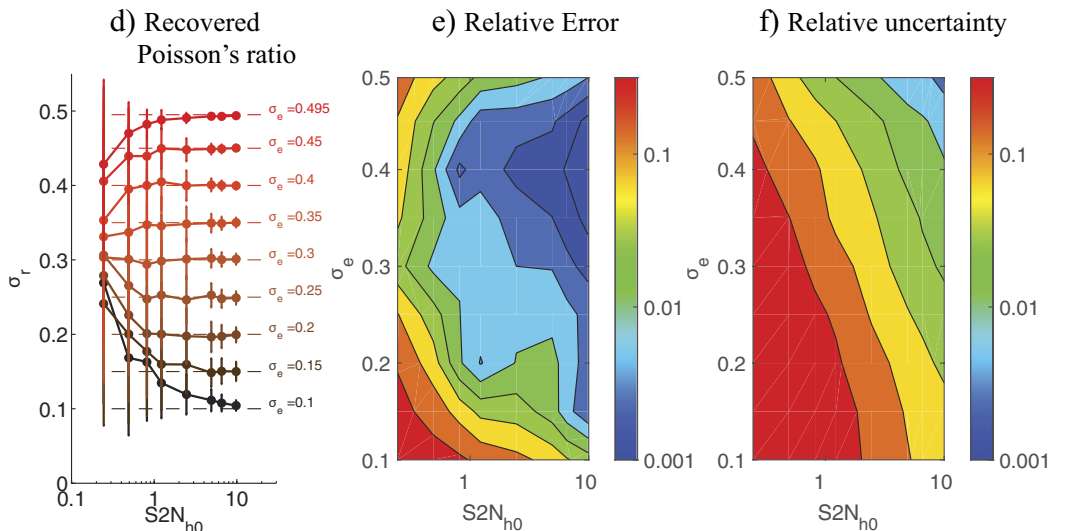 d) Recovered
Poisson's ratio
e) Relative Error
f) Relative uncertainty
0.5
0.4
0.3
0.2
0.1
0
σr
σe =0.495
σe =0.45
σe =0.4
σe =0.35
σe =0.3
σe =0.25
σe =0.2
σe =0.15
σe =0.1
0.1
1
10
S2Nh0
0.5
0.4
0.3
0.2
0.1
σe
1
10
S2Nh0
0.1
0.01
0.001
0.5
0.4
0.3
0.2
0.1
σe
1
10
S2Nh0
0.1
0.01
0.001